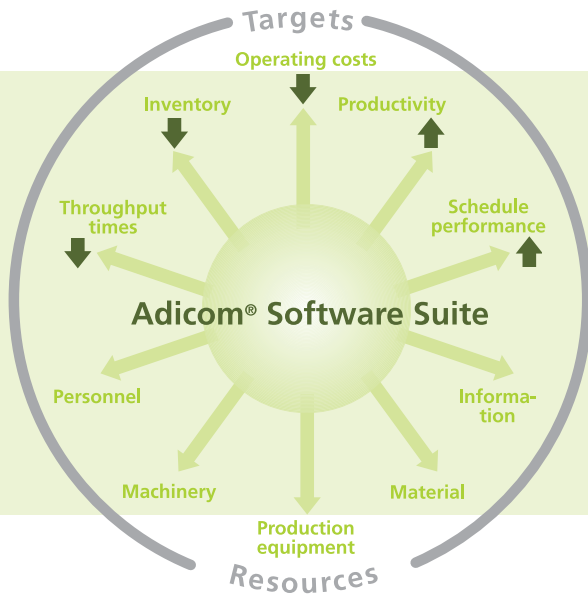 Targets
Operating costs
Inventory
Productivity
Throughput
times
Schedule
performance
Adicom® Software Suite
Personnel
Informa-
tion
Machinery
Material
Production
equipment
Resources